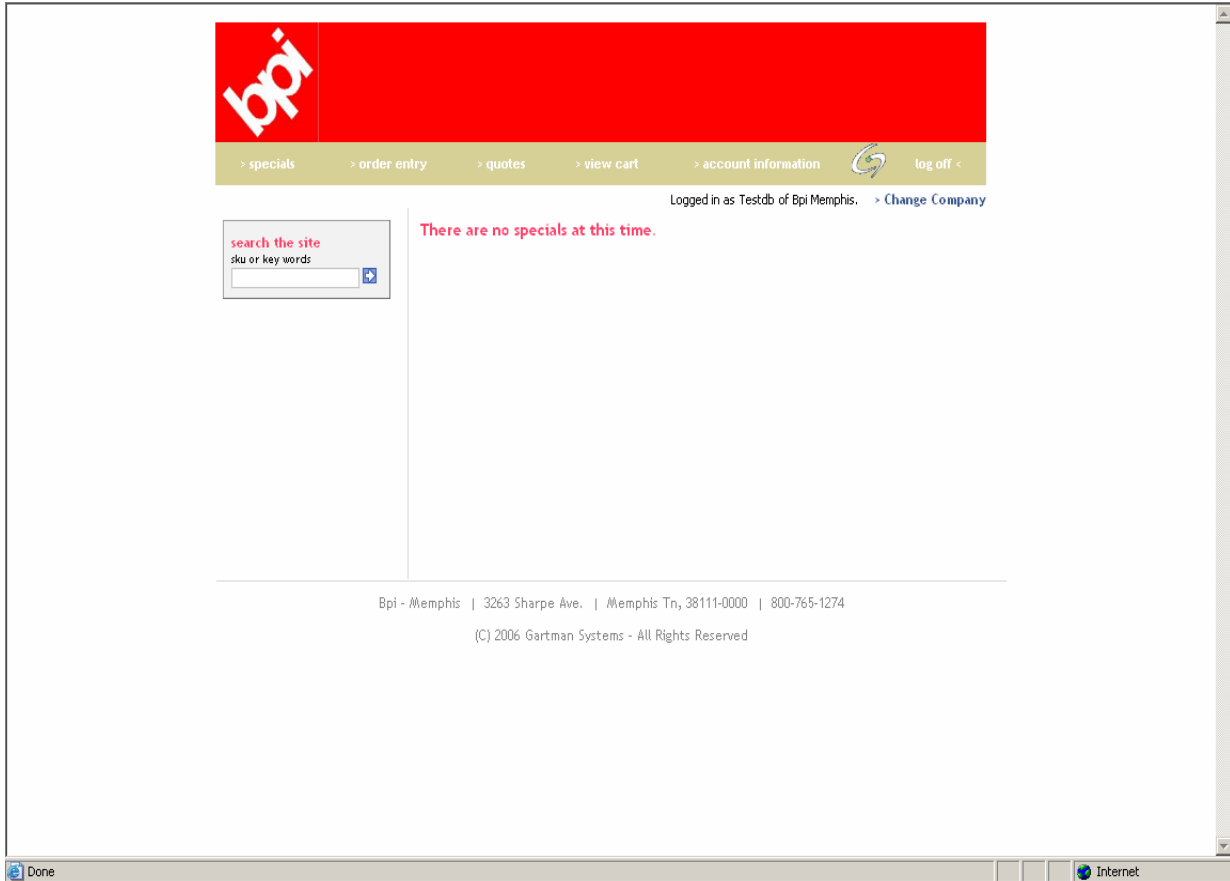 bpi
> specials > order entry > quotes > view cart > account information log off <
Logged in as Testdb of Bpi Memphis. > Change Company
search the site
sku or key words
There are no specials at this time.
Bpi - Memphis | 3263 Sharpe Ave. | Memphis Tn, 38111-0000 | 800-765-1274
(C) 2006 Gartman Systems - All Rights Reserved
Done Internet